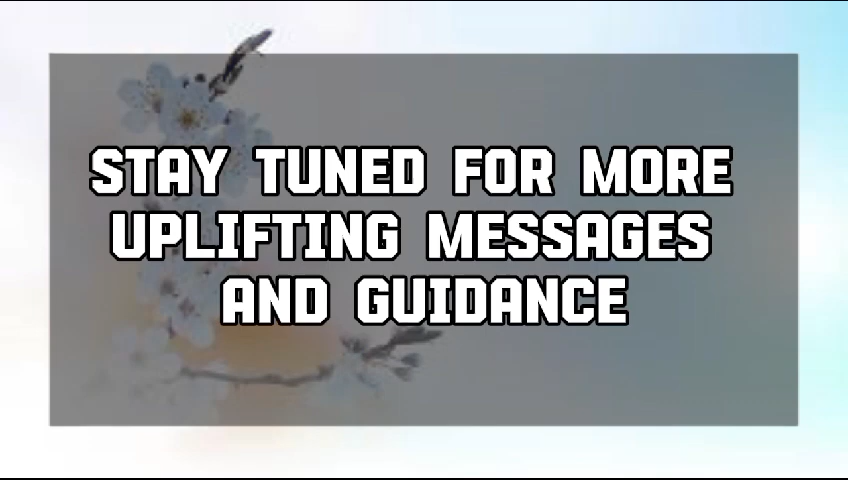 STAY TUNED FOR MORE
UPLIFTING MESSAGES
AND GUIDANCE